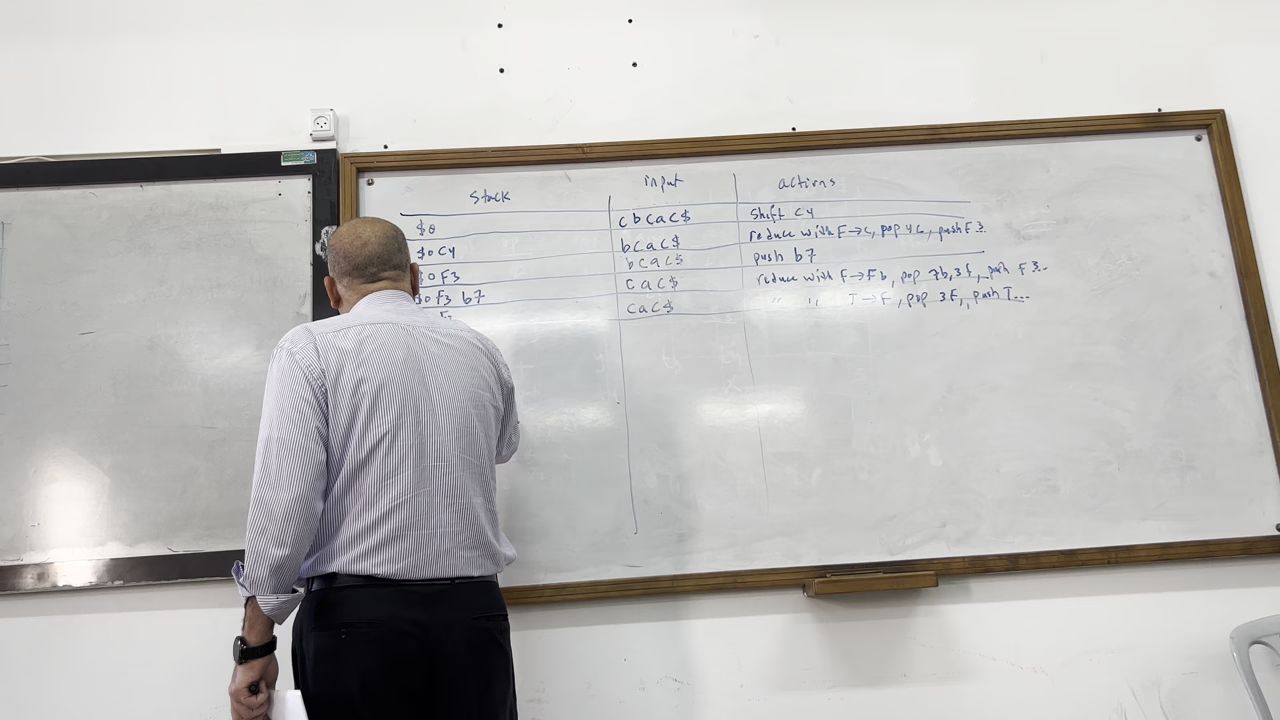 Stack input actions
$0 cbcac$ shift c4
$0c4 bcac$ reduce with F→c, pop 4c, push F3.
$0F3 bcac$ push b7
$0F3 b7 cac$ reduce with F→Fb, pop 7b,3f, push F3..
cac$ " " T→F, pop 3F, push T...